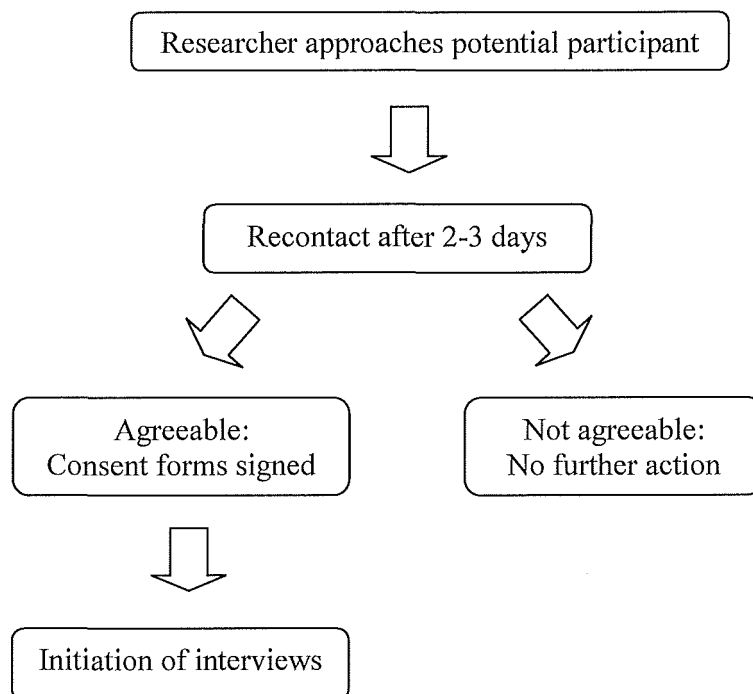 Researcher approaches potential participant
Recontact after 2-3 days
Agreeable:
Consent forms signed
Not agreeable:
No further action
Initiation of interviews